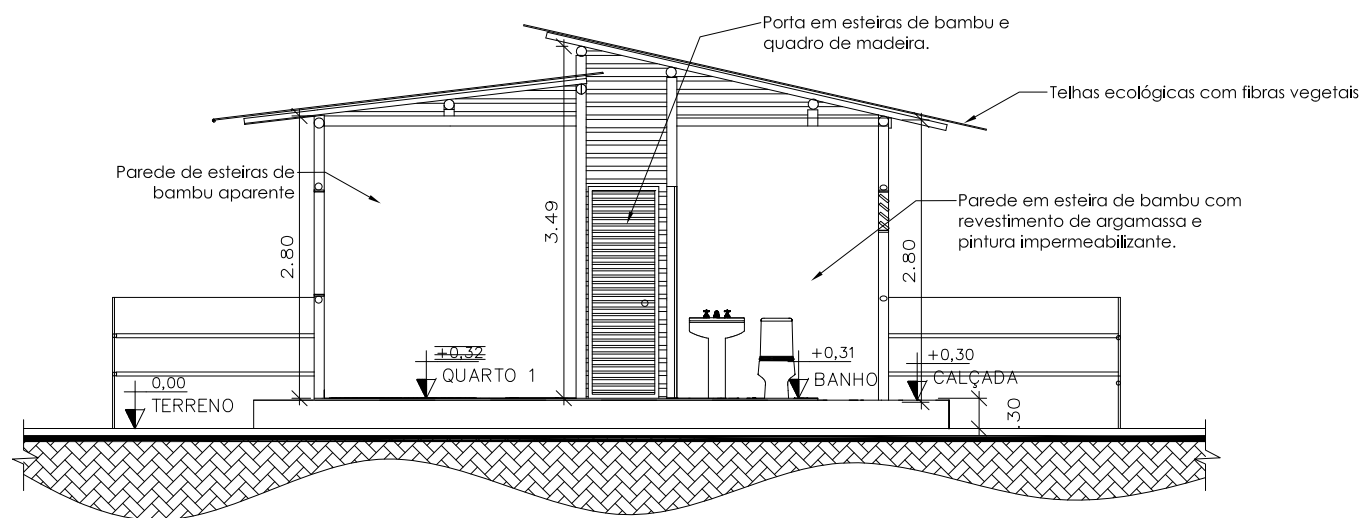 Porta em esteiras de bambu e
quadro de madeira.
Telhas ecológicas com fibras vegetais
Parede de esteiras de
bambu aparente
Parede em esteira de bambu com
revestimento de argamassa e
pintura impermeabilizante.
2.80
3.49
2.80
0,00
TERRENO
+0,32
QUARTO 1
+0,31
BANHO
+0,30
CALÇADA
.30